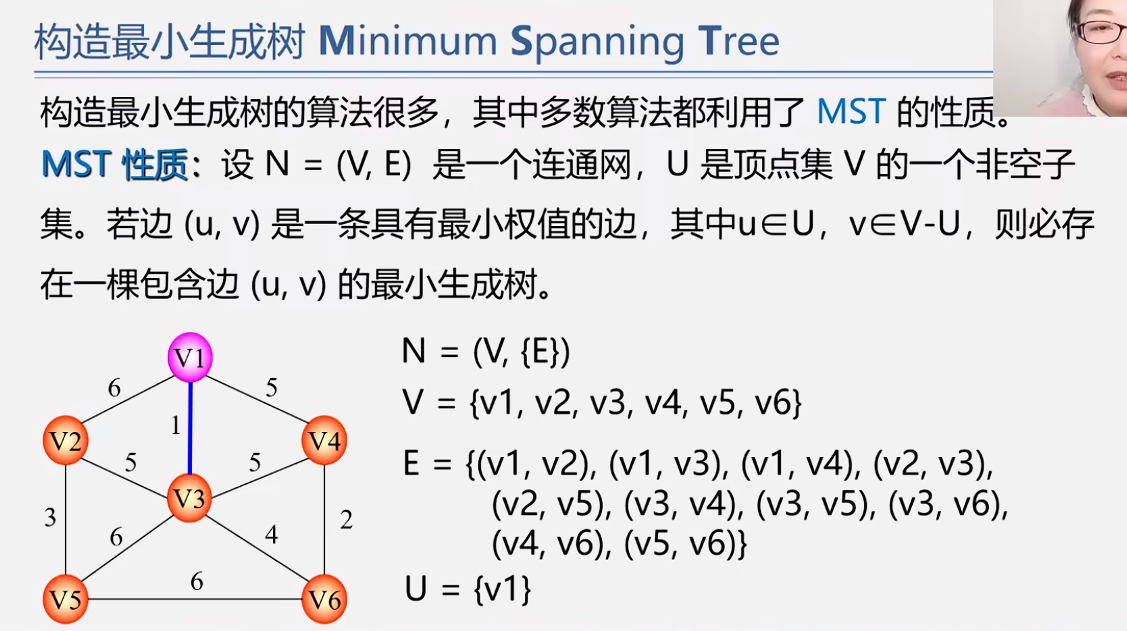 构造最小生成树 Minimum Spanning Tree
构造最小生成树的算法很多，其中多数算法都利用了 MST 的性质。
MST 性质：设 N = (V, E) 是一个连通网，U 是顶点集 V 的一个非空子
集。若边 (u, v) 是一条具有最小权值的边，其中u∈U，v∈V-U，则必存
在一棵包含边 (u, v) 的最小生成树。
V1
6
5
1
V2
V4
5
5
V3
3
6
4
2
6
V5
V6
N = (V, {E})
V = {v1, v2, v3, v4, v5, v6}
E = {(v1, v2), (v1, v3), (v1, v4), (v2, v3),
(v2, v5), (v3, v4), (v3, v5), (v3, v6),
(v4, v6), (v5, v6)}
U = {v1}